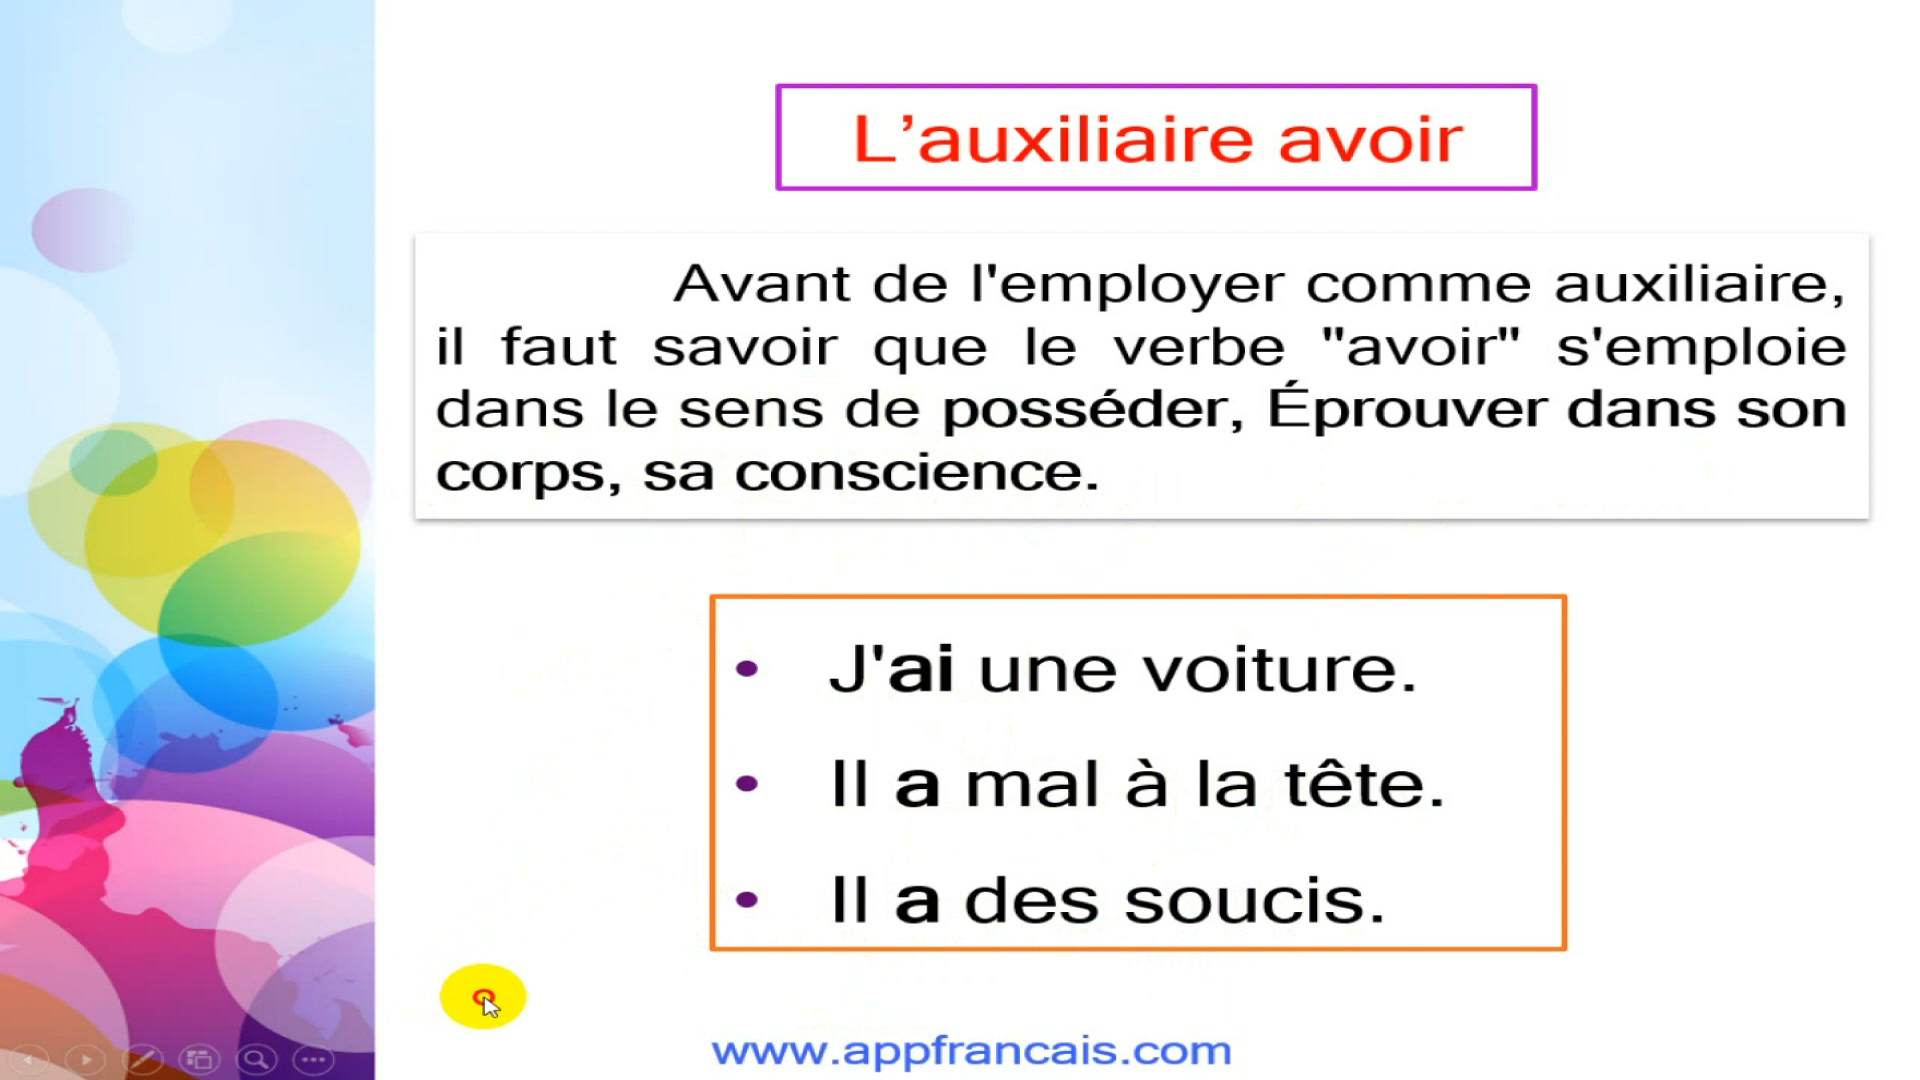 L’auxiliaire avoir
Avant de l'employer comme auxiliaire,
il faut savoir que le verbe "avoir" s'emploie
dans le sens de posséder, Éprouver dans son
corps, sa conscience.
• J'ai une voiture.
• Il a mal à la tête.
• Il a des soucis.
www.appfrancais.com